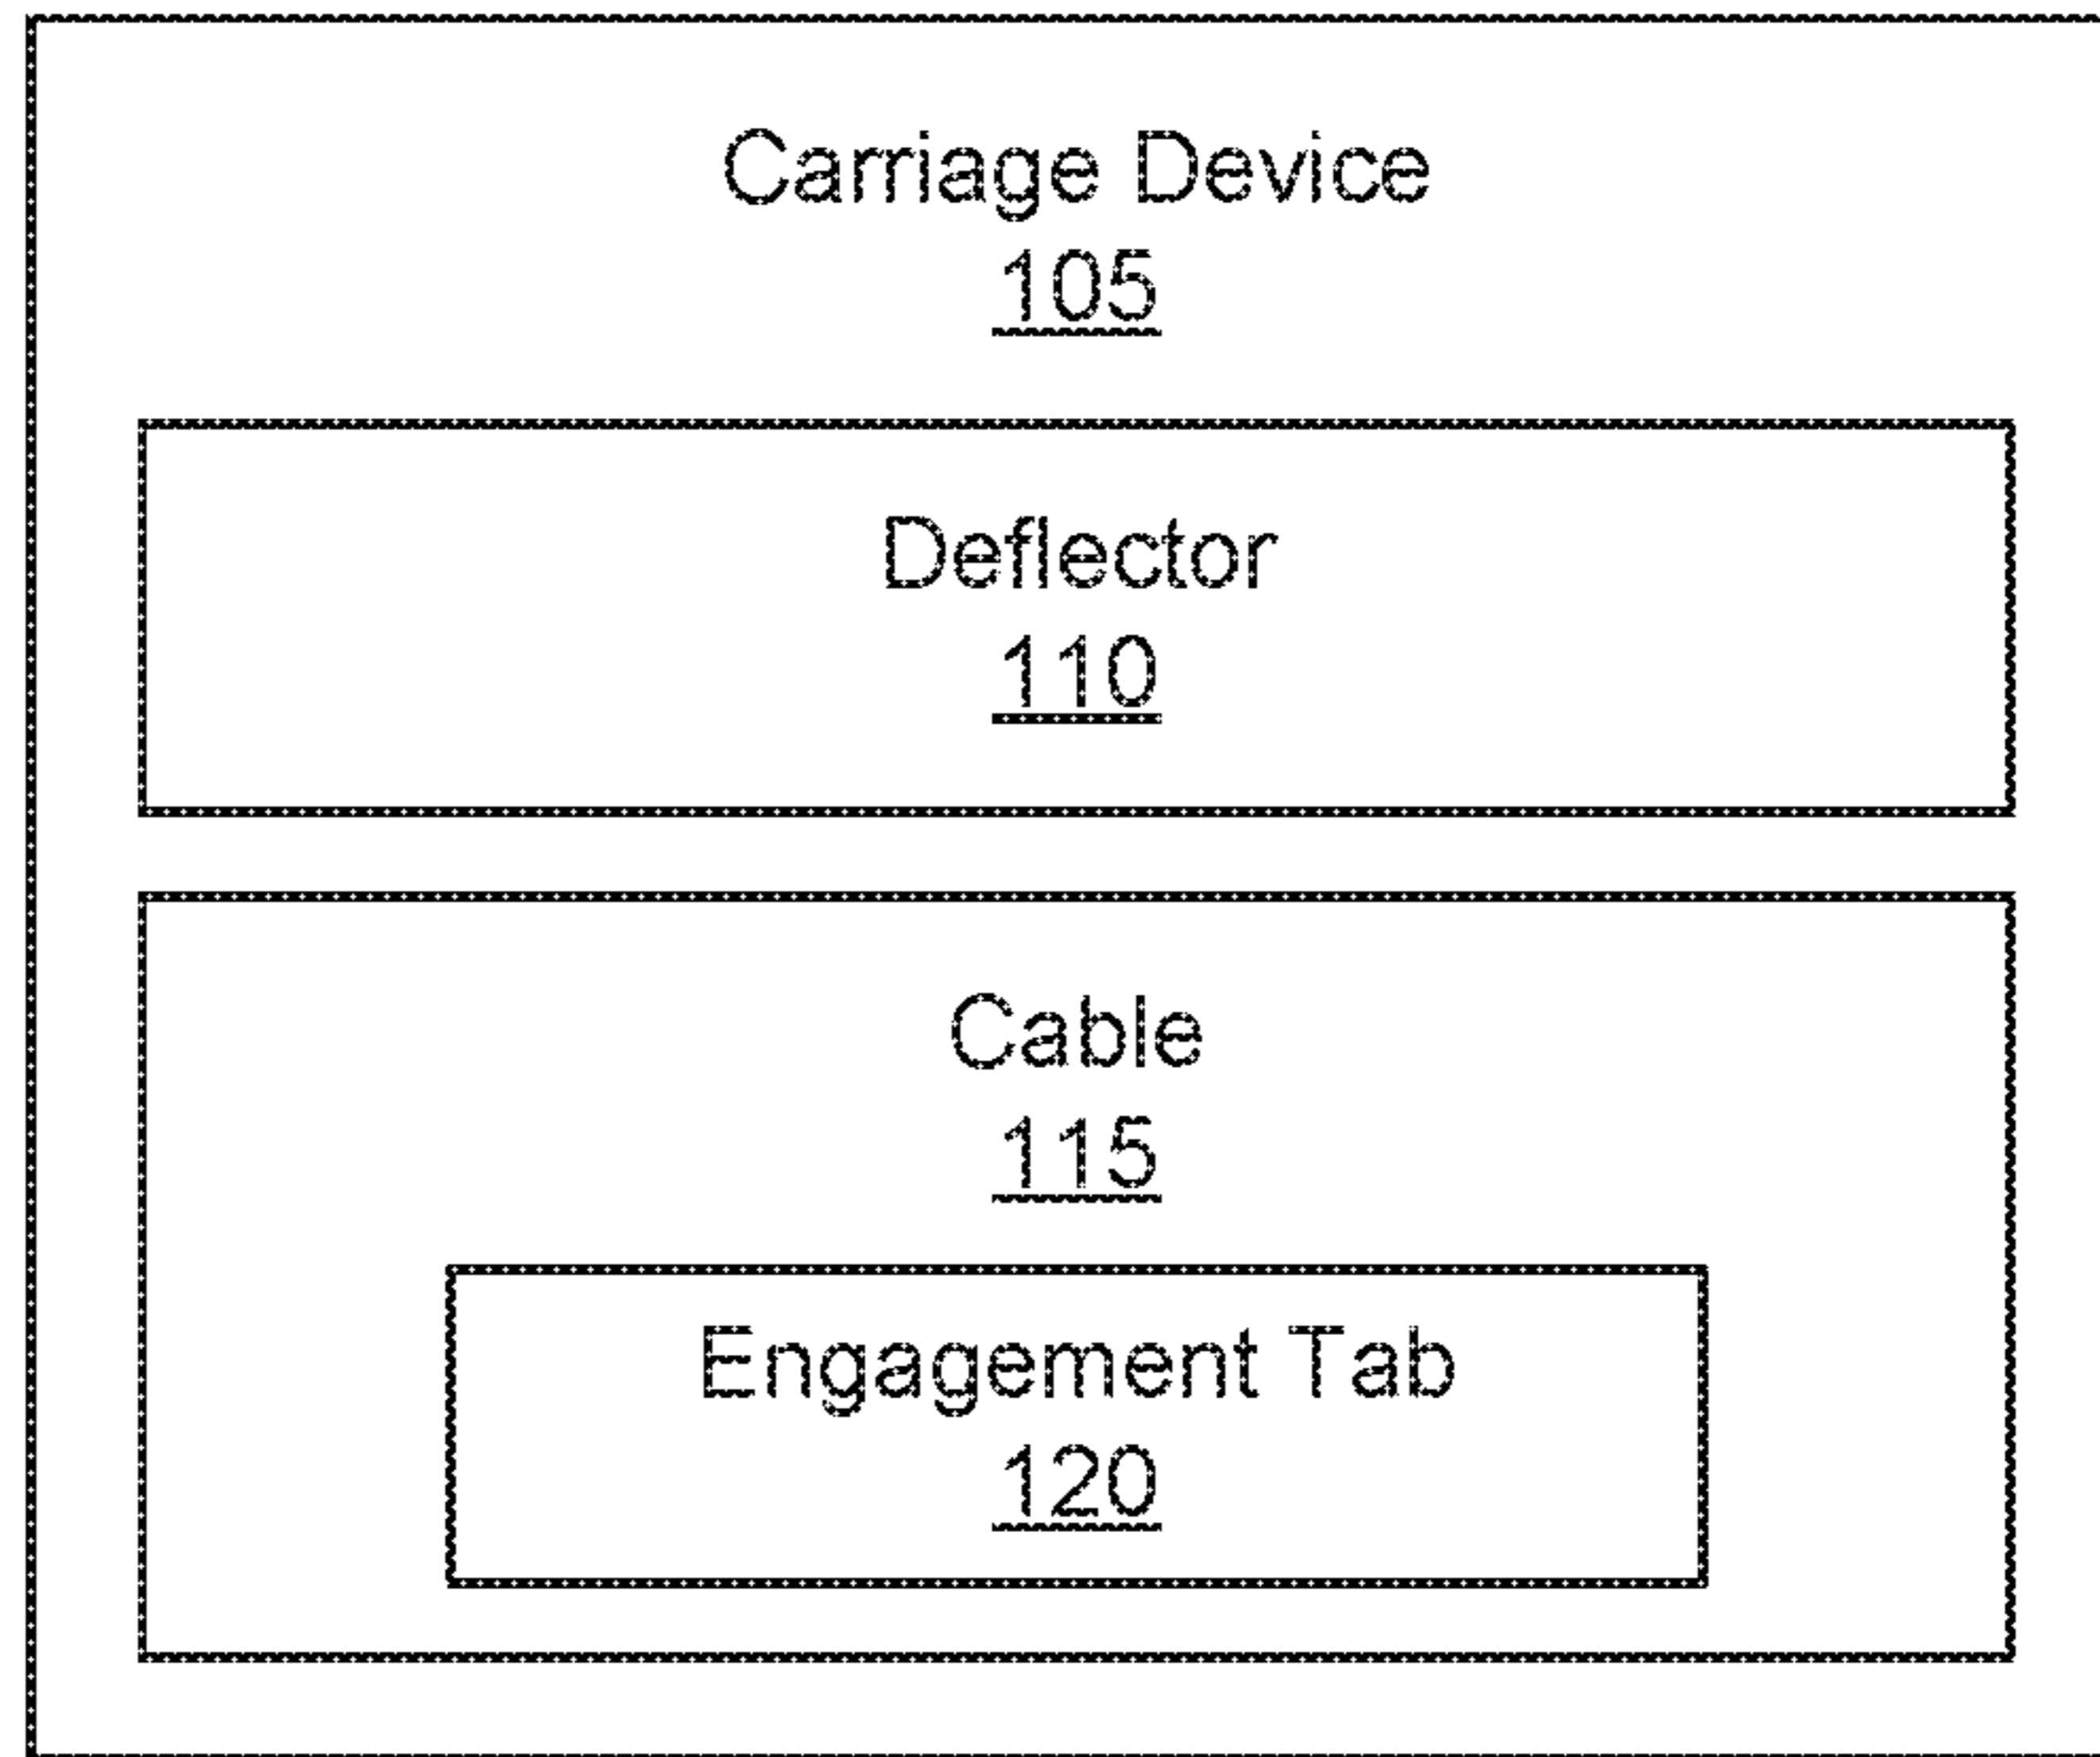 Carriage Device
105
Deflector
110
Cable
115
Engagement Tab
120